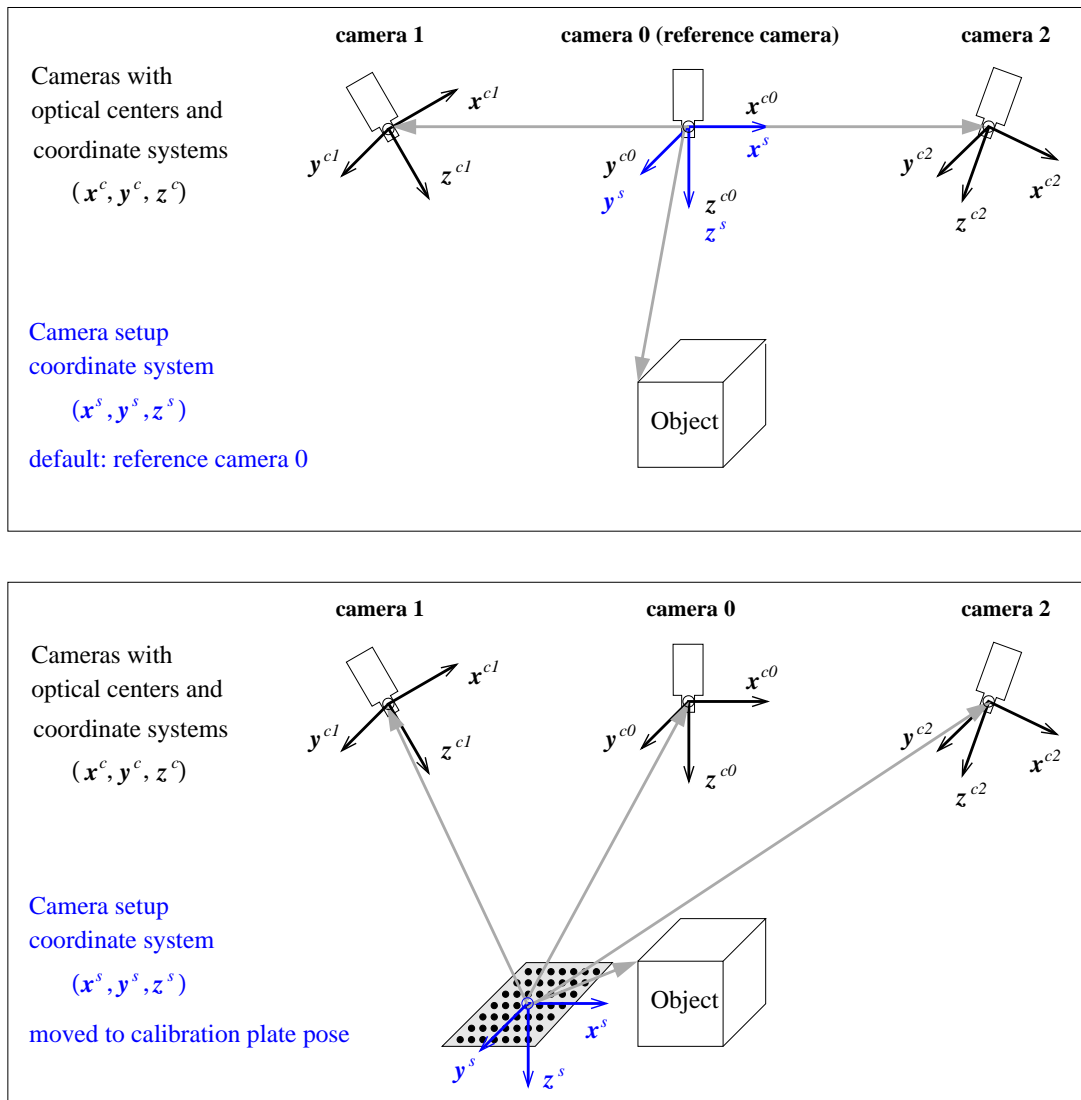 camera 1
camera 0 (reference camera)
camera 2
Cameras with
optical centers and
coordinate systems
(x^c, y^c, z^c)
x^c1
y^c1
z^c1
x^c0
x^s
y^c0
y^s
z^c0
z^s
y^c2
x^c2
z^c2
Camera setup
coordinate system
(x^s, y^s, z^s)
default: reference camera 0
Object
camera 1
camera 0
camera 2
Cameras with
optical centers and
coordinate systems
(x^c, y^c, z^c)
x^c1
y^c1
z^c1
x^c0
y^c0
z^c0
y^c2
x^c2
z^c2
Camera setup
coordinate system
(x^s, y^s, z^s)
moved to calibration plate pose
Object
x^s
y^s
z^s